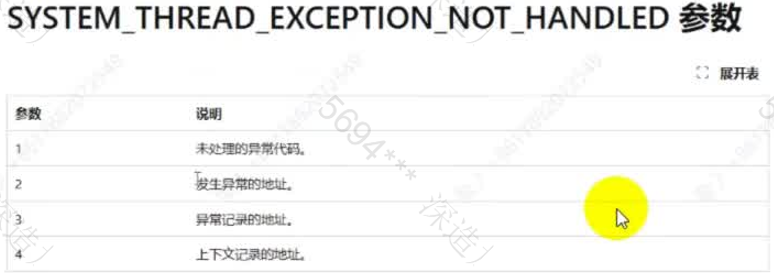 SYSTEM_THREAD_EXCEPTION_NOT_HANDLED 参数
展开表
参数 说明
1 未处理的异常代码。
2 发生异常的地址。
3 异常记录的地址。
4 上下文记录的地址。
5694***
深造